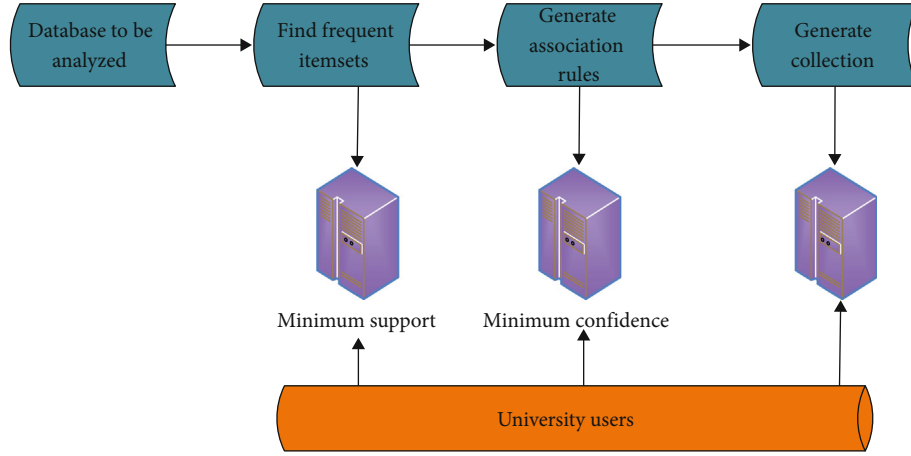 Database to be
analyzed
Find frequent
itemsets
Generate
association
rules
Generate
collection
Minimum support
Minimum confidence
University users